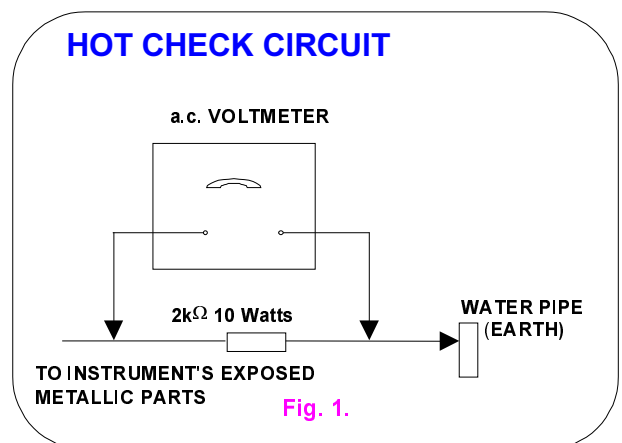 HOT CHECK CIRCUIT
a.c. VOLTMETER
2kΩ 10 Watts
WATER PIPE
(EARTH)
TO INSTRUMENT'S EXPOSED
METALLIC PARTS
Fig. 1.